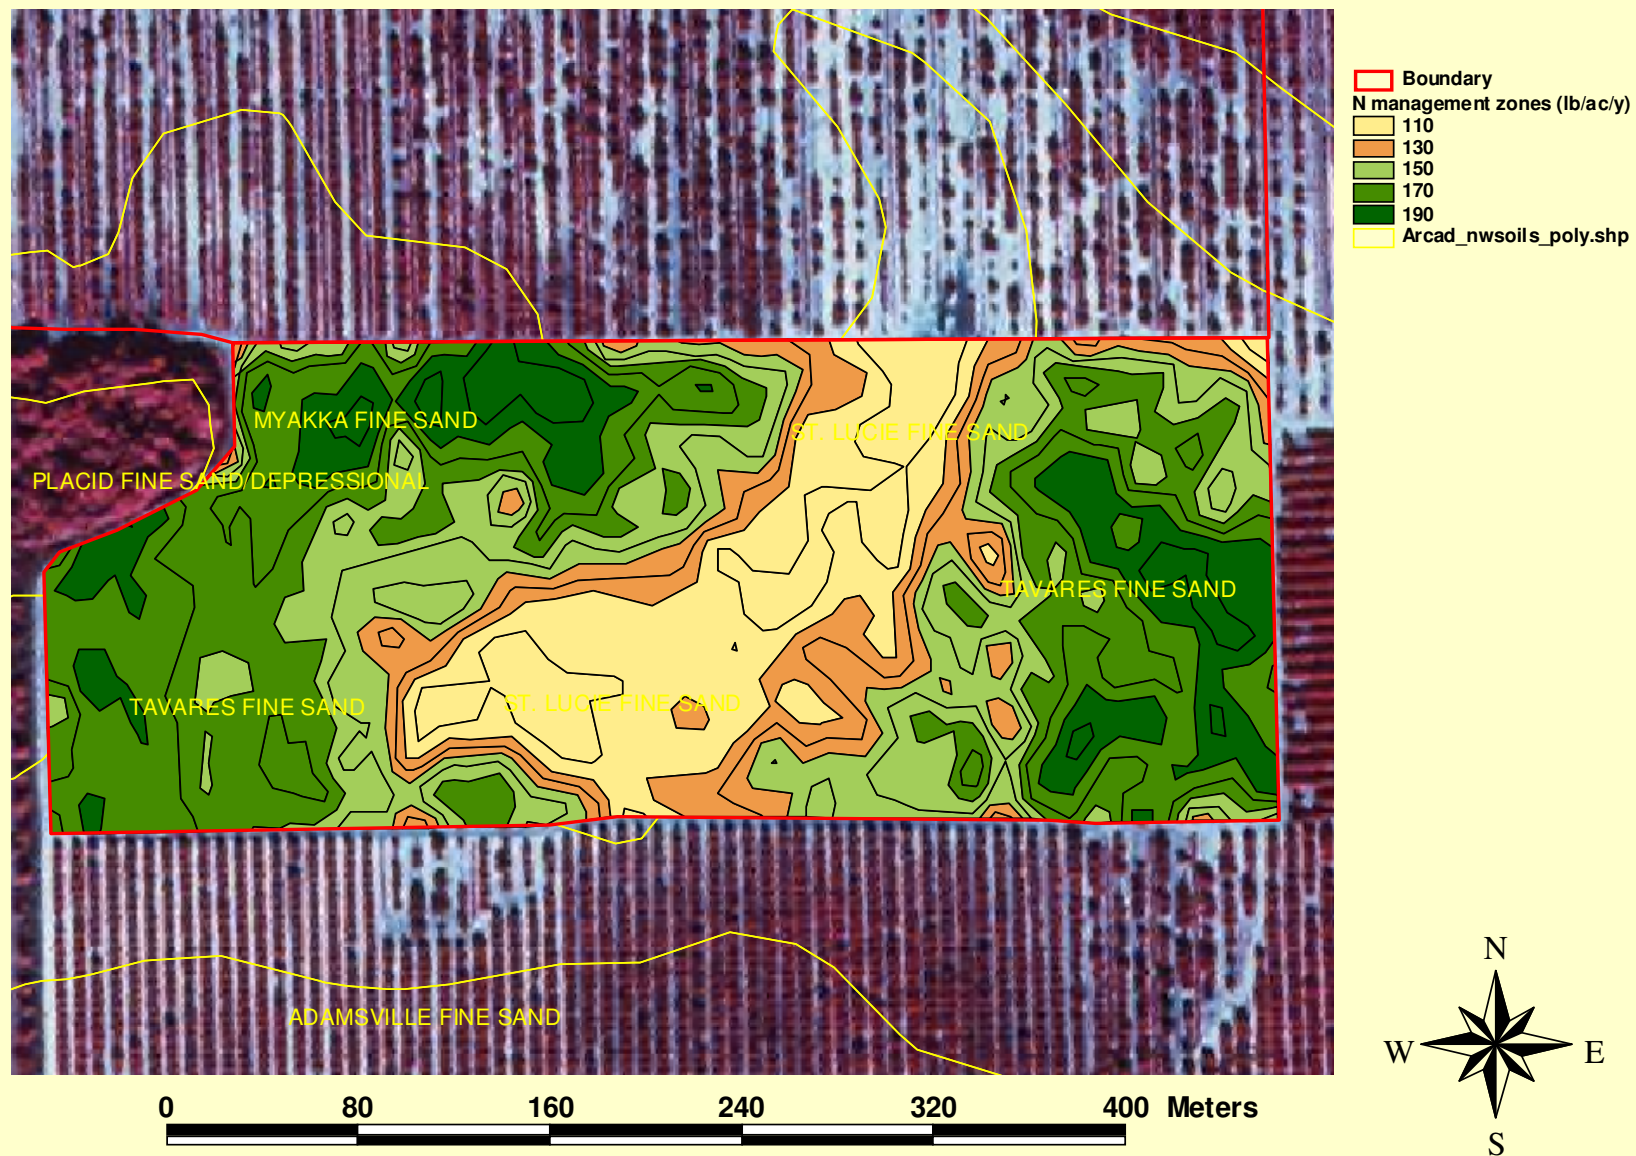 Boundary
N management zones (lb/ac/y)
110
130
150
170
190
Arcad_nwsoils_poly.shp
MYAKKA FINE SAND
ST. LUCIE FINE SAND
PLACID FINE SAND/DEPRESSIONAL
TAVARES FINE SAND
ST. LUCIE FINE SAND
TAVARES FINE SAND
ADAMSVILLE FINE SAND
N
W E
S
0 80 160 240 320 400 Meters